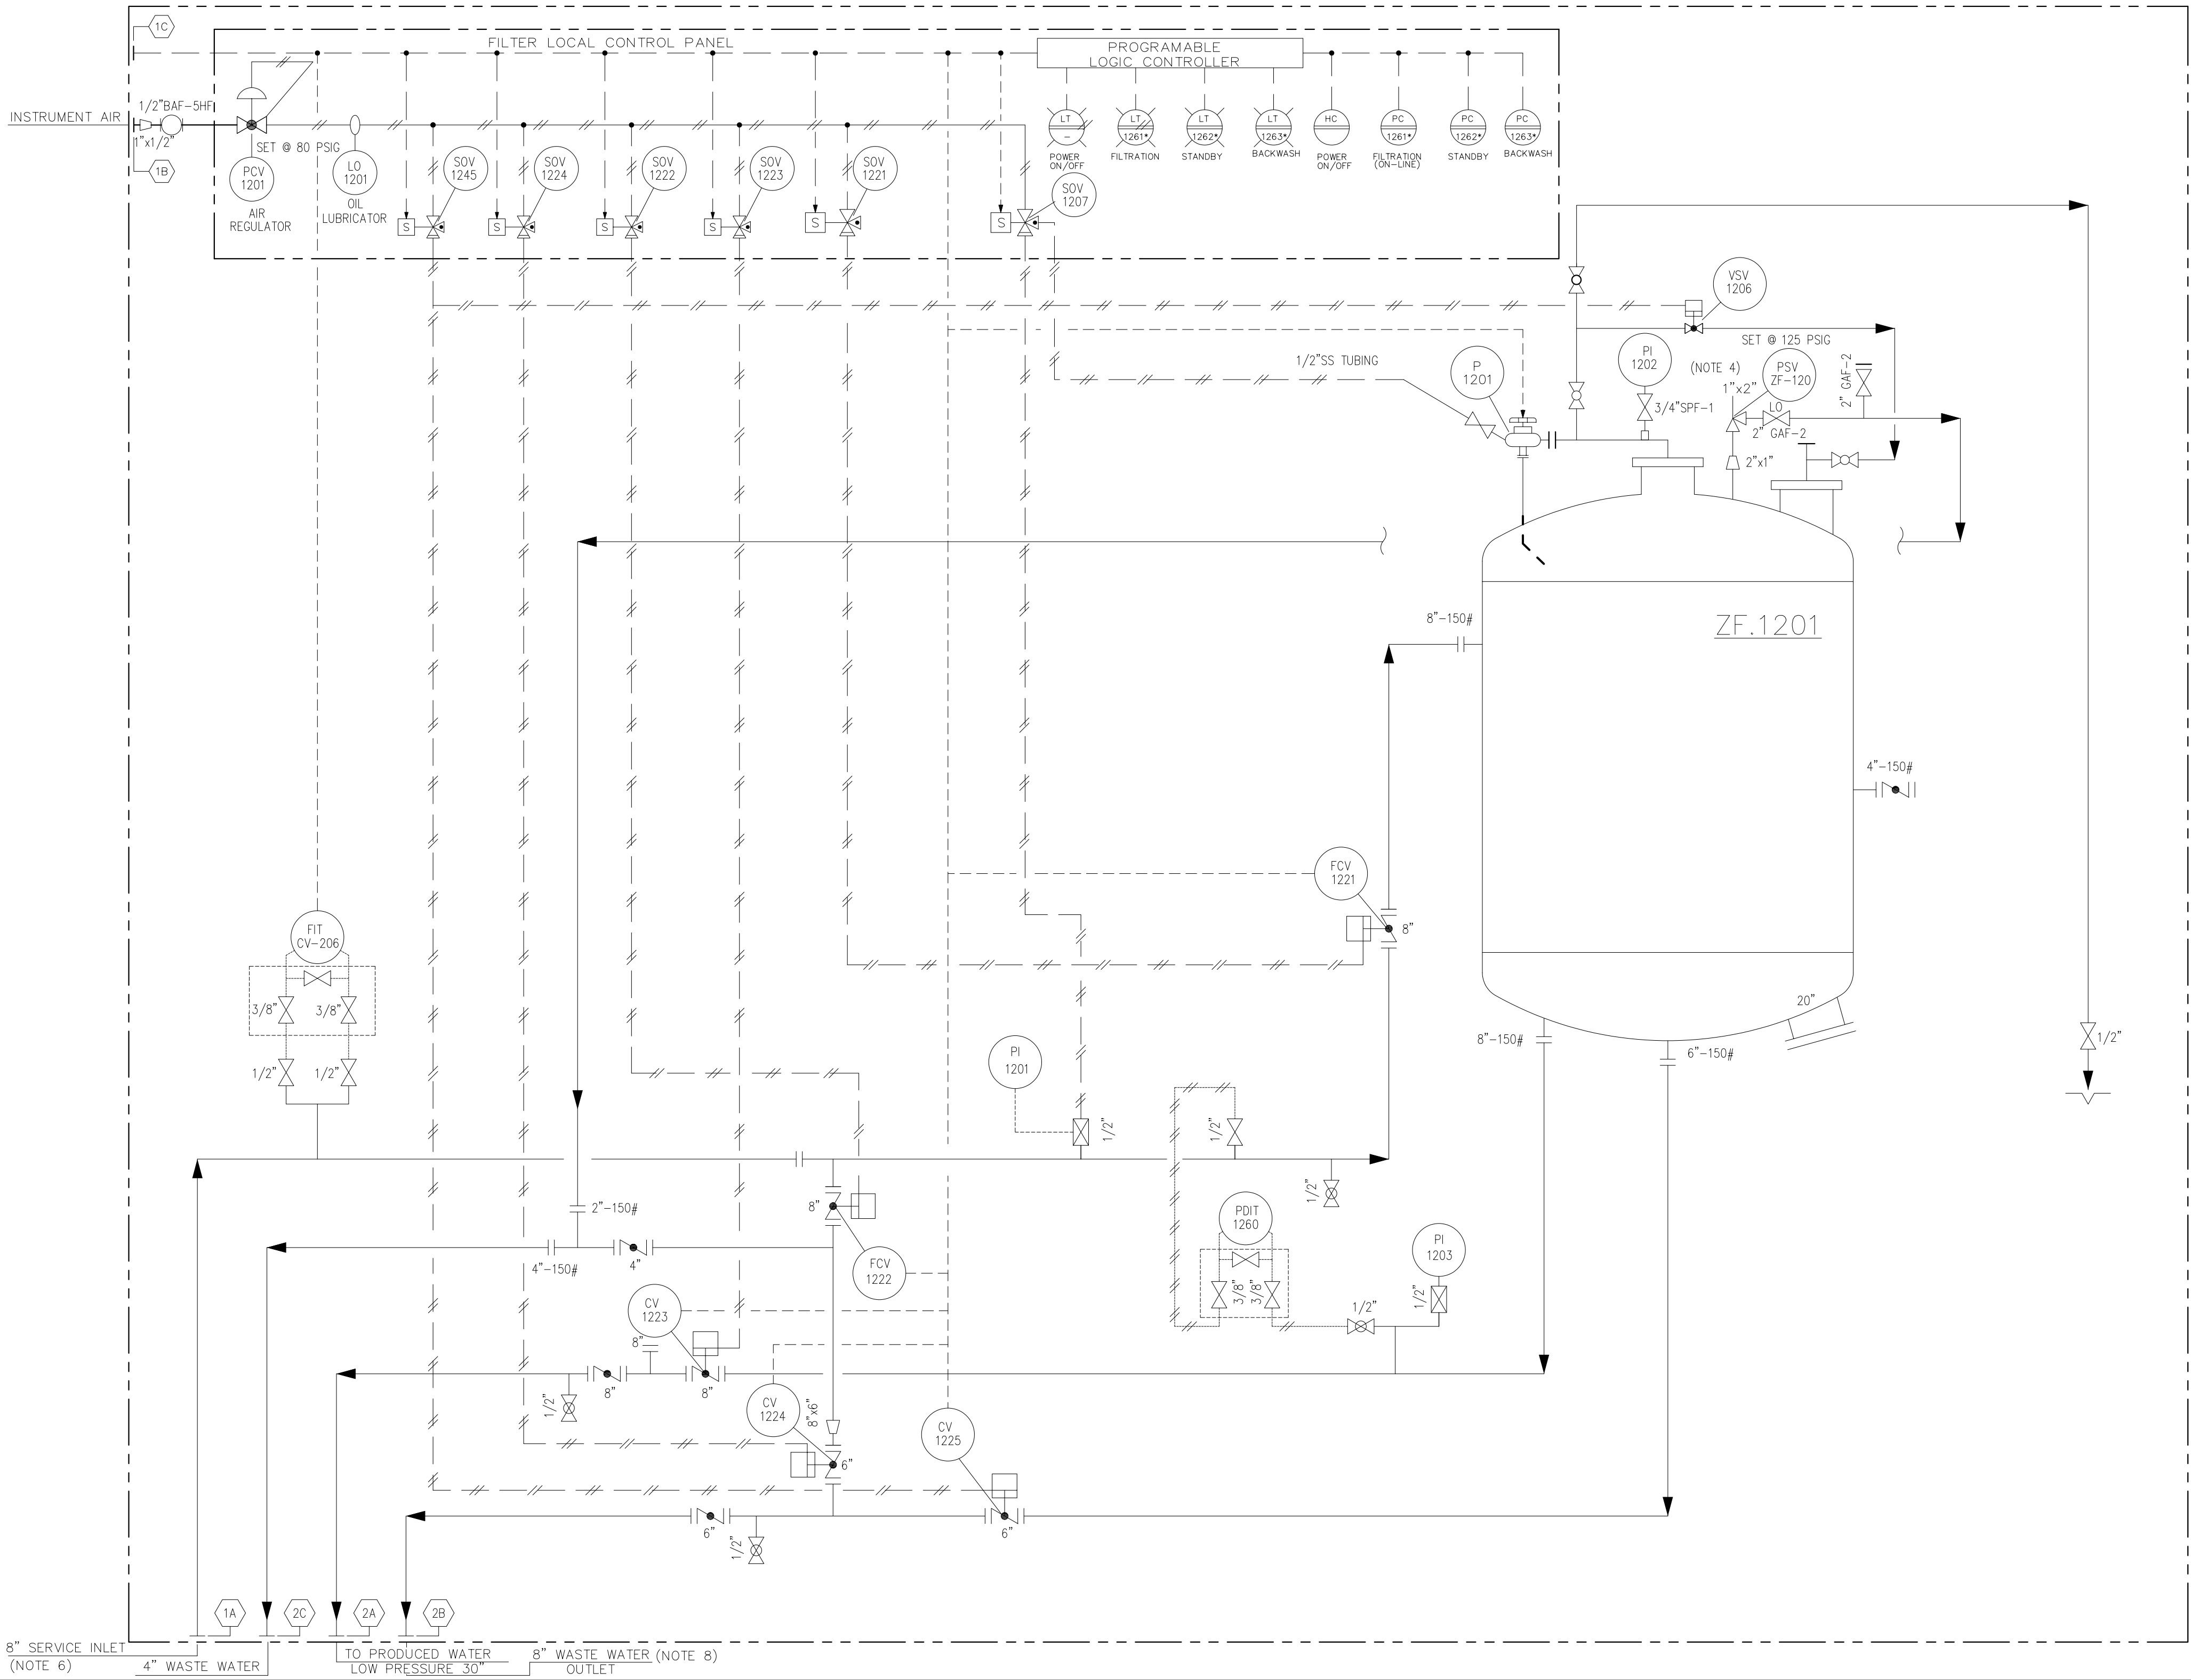 1C
FILTER LOCAL CONTROL PANEL
PROGRAMABLE
LOGIC CONTROLLER
INSTRUMENT AIR
1/2"BAF-5HF
1"x1/2"
1B
SET @ 80 PSIG
PCV
1201
AIR
REGULATOR
LO
1201
OIL
LUBRICATOR
SOV
1245
SOV
1224
SOV
1222
SOV
1223
SOV
1221
SOV
1207
S
S
S
S
S
S
LT
-
POWER
ON/OFF
LT
1261*
FILTRATION
LT
1262*
STANDBY
LT
1263*
BACKWASH
HC
POWER
ON/OFF
PC
1261*
FILTRATION
(ON-LINE)
PC
1262*
STANDBY
PC
1263*
BACKWASH
VSV
1206
SET @ 125 PSIG
1/2"SS TUBING
P
1201
PI
1202
(NOTE 4)
PSV
ZF-120
1"x2"
LO
2" GAF-2
2" GAF-2
3/4"SPF-1
2"x1"
ZF.1201
8"-150#
4"-150#
FCV
1221
8"
FIT
CV-206
3/8"
3/8"
1/2"
1/2"
20"
8"-150#
6"-150#
1/2"
PI
1201
1/2"
1/2"
1/2"
8"
2"-150#
PDIT
1260
3/8"
3/8"
PI
1203
1/2"
1/2"
4"-150#
4"
FCV
1222
CV
1223
8"
8"
8"
1/2"
CV
1224
8"x6"
CV
1225
6"
6"
1/2"
6"
1A
2C
2A
2B
8" SERVICE INLET
(NOTE 6)
4" WASTE WATER
TO PRODUCED WATER
LOW PRESSURE 30"
8" WASTE WATER (NOTE 8)
OUTLET